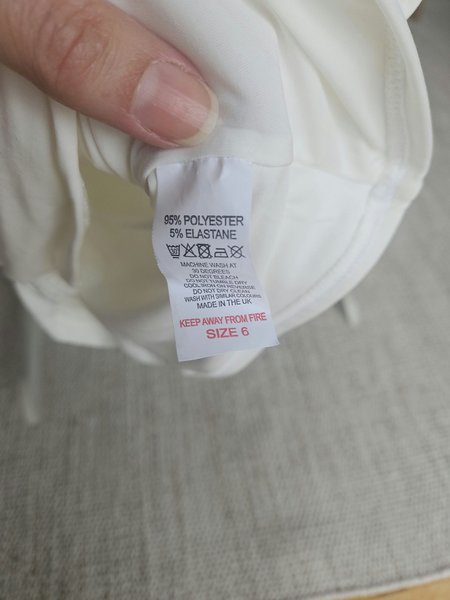 95% POLYESTER
5% ELASTANE
MACHINE WASH AT
30 DEGREES
DO NOT BLEACH
DO NOT TUMBLE DRY
COOL IRON ON REVERSE
DO NOT DRY CLEAN
WASH WITH SIMILAR COLOURS
MADE IN THE UK
KEEP AWAY FROM FIRE
SIZE 6